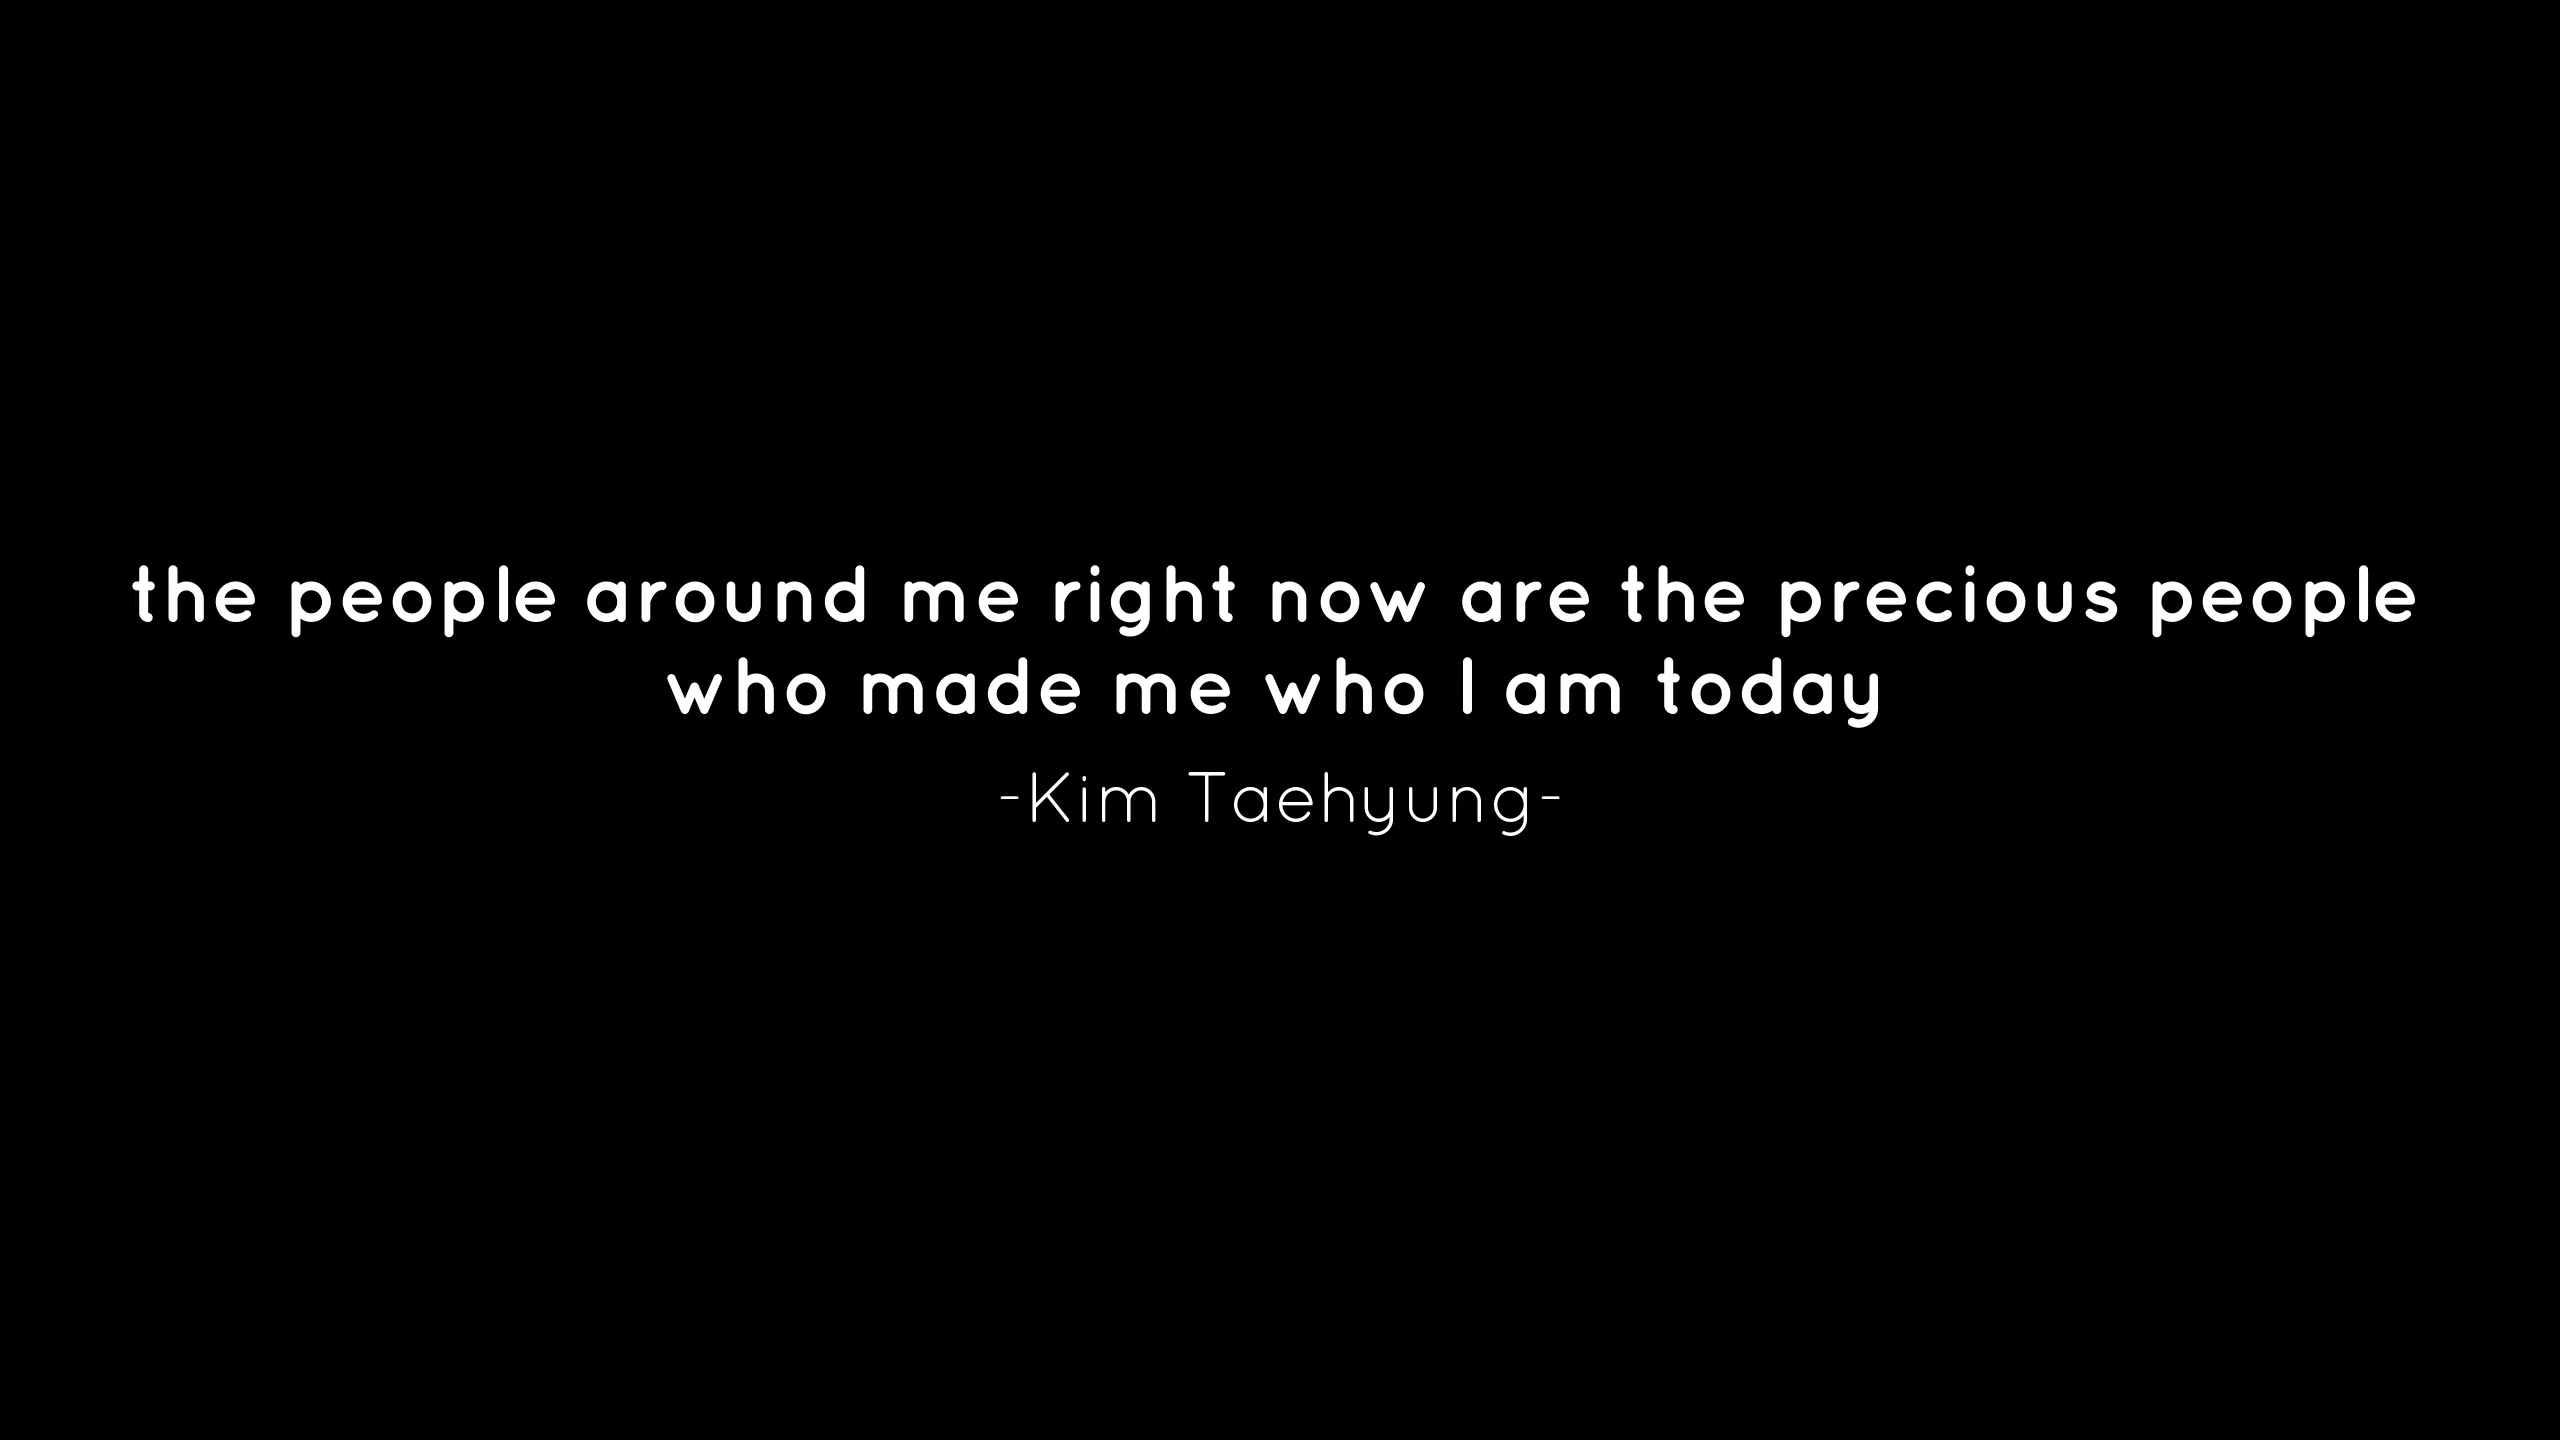 the people around me right now are the precious people
who made me who I am today
-Kim Taehyung-